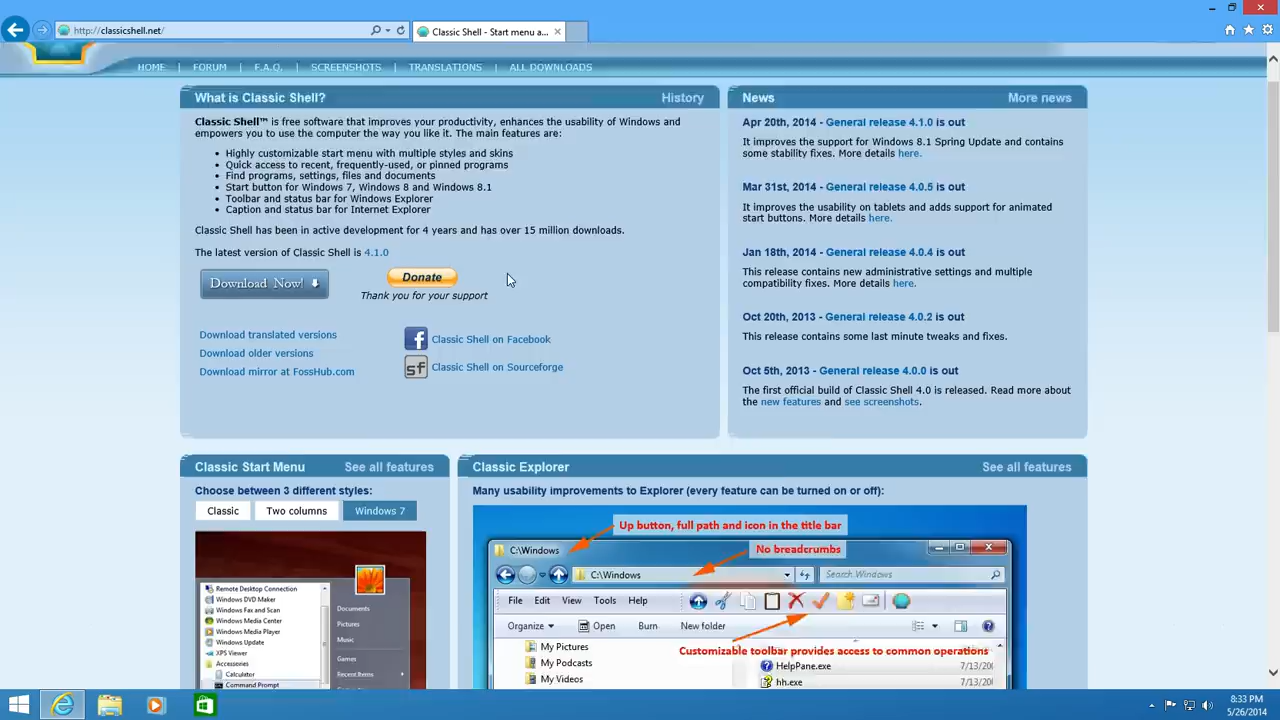 http://classicshell.net/
Classic Shell - Start menu a...
HOME | FORUM | F.A.Q. | SCREENSHOTS | TRANSLATIONS | ALL DOWNLOADS
What is Classic Shell?
History
Classic Shell™ is free software that improves your productivity, enhances the usability of Windows and
empowers you to use the computer the way you like it. The main features are:
• Highly customizable start menu with multiple styles and skins
• Quick access to recent, frequently-used, or pinned programs
• Find programs, settings, files and documents
• Start button for Windows 7, Windows 8 and Windows 8.1
• Toolbar and status bar for Windows Explorer
• Caption and status bar for Internet Explorer
Classic Shell has been in active development for 4 years and has over 15 million downloads.
The latest version of Classic Shell is 4.1.0
Download Now!
Donate
Thank you for your support
Download translated versions
Download older versions
Download mirror at FossHub.com
f Classic Shell on Facebook
sf Classic Shell on Sourceforge
News
More news
Apr 20th, 2014 - General release 4.1.0 is out
It improves the support for Windows 8.1 Spring Update and contains
some stability fixes. More details here.
Mar 31st, 2014 - General release 4.0.5 is out
It improves the usability on tablets and adds support for animated
start buttons. More details here.
Jan 18th, 2014 - General release 4.0.4 is out
This release contains new administrative settings and multiple
compatibility fixes. More details here.
Oct 20th, 2013 - General release 4.0.2 is out
This release contains some last minute tweaks and fixes.
Oct 5th, 2013 - General release 4.0.0 is out
The first official build of Classic Shell 4.0 is released. Read more about
the new features and see screenshots.
Classic Start Menu
See all features
Choose between 3 different styles:
Classic
Two columns
Windows 7
Remote Desktop Connection
Windows DVD Maker
Windows Fax and Scan
Windows Media Center
Windows Media Player
Windows Update
XPS Viewer
Accessories
Calculator
Command Prompt
Documents
Pictures
Music
Games
Recent Items
Classic Explorer
See all features
Many usability improvements to Explorer (every feature can be turned on or off):
Up button, full path and icon in the title bar
C:\Windows
No breadcrumbs
C:\Windows
Search Windows
File Edit View Tools Help
Organize Open Burn New folder
Customizable toolbar provides access to common operations
My Pictures
My Podcasts
My Videos
HelpPane.exe 7/13/200
hh.exe 7/13/200
8:33 PM
5/26/2014